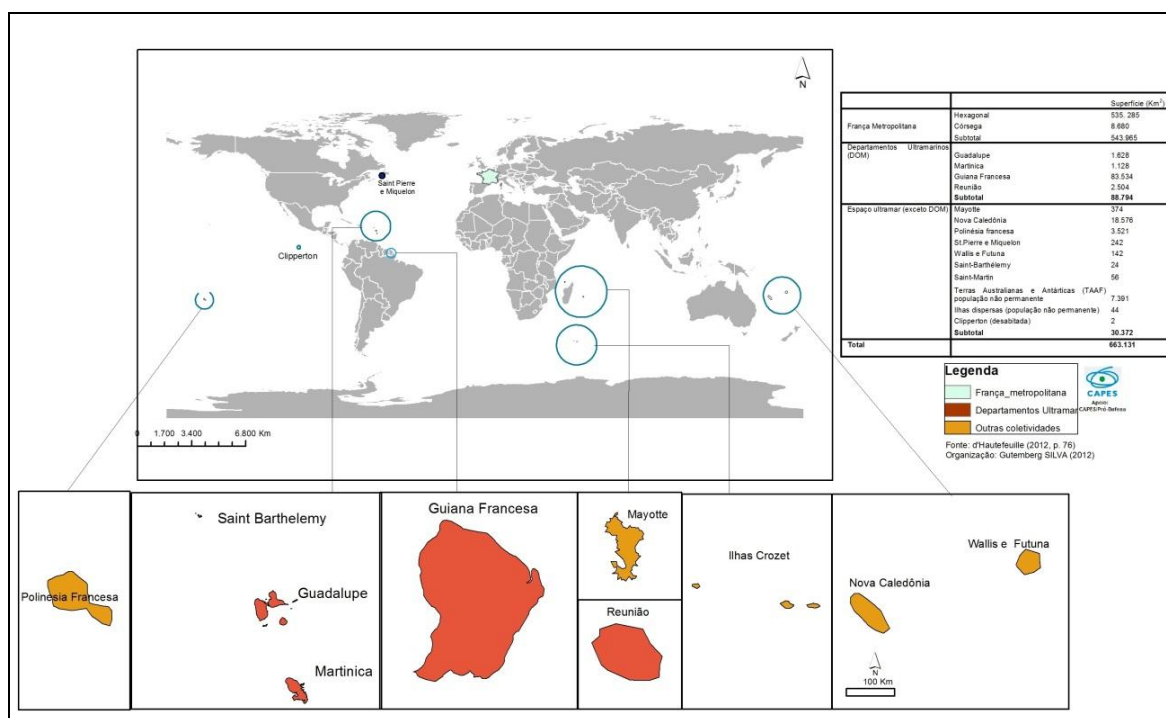 N
Saint Pierre
e Miquelon
Clipperton
0 1.700 3.400 6.800 Km
Superfície (Km²)
França Metropolitana
Hexagonal 535. 285
Córsega 8.680
Subtotal 543.965
Departamentos Ultramarinos
(DOM)
Guadalupe 1.628
Martinica 1.128
Guiana Francesa 83.534
Reunião 2.504
Subtotal 88.794
Espaço ultramar (exceto DOM)
Mayotte 374
Nova Caledônia 18.576
Polinésia francesa 3.521
St.Pierre e Miquelon 242
Wallis e Futuna 142
Saint-Barthélemy 24
Saint-Martin 56
Terras Australianas e Antárticas (TAAF)
população não permanente 7.391
Ilhas dispersas (população não permanente) 44
Clipperton (desabitada) 2
Subtotal 30.372
Total 663.131
Legenda
França_metropolitana
Departamentos Ultramar
Outras coletividades
CAPES
Apoio:
CAPES/Pró-Defesa
Fonte: d'Hautefeuille (2012, p. 76)
Organização: Gutemberg SILVA (2012)
Polinésia Francesa
Saint Barthelemy
Guadalupe
Martinica
Guiana Francesa
Mayotte
Reunião
Ilhas Crozet
Wallis e Futuna
Nova Caledônia
N
100 Km